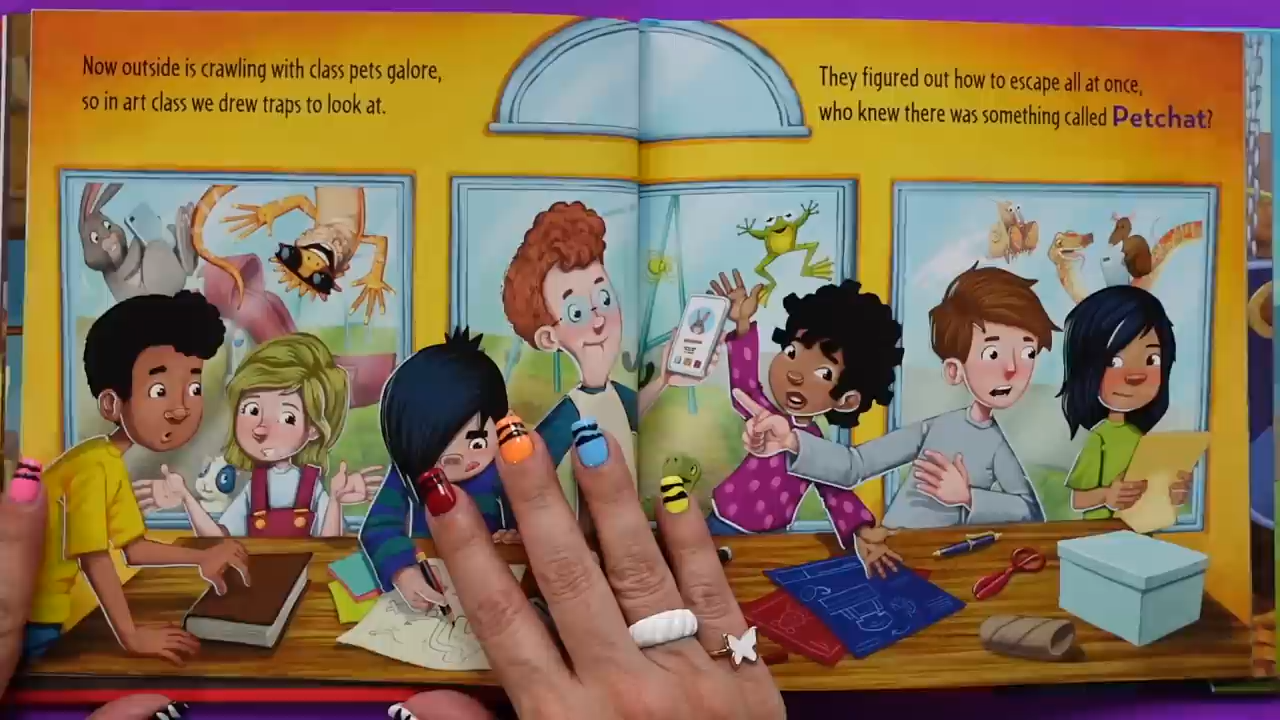 Now outside is crawling with class pets galore,
so in art class we drew traps to look at.
They figured out how to escape all at once,
who knew there was something called Petchat?